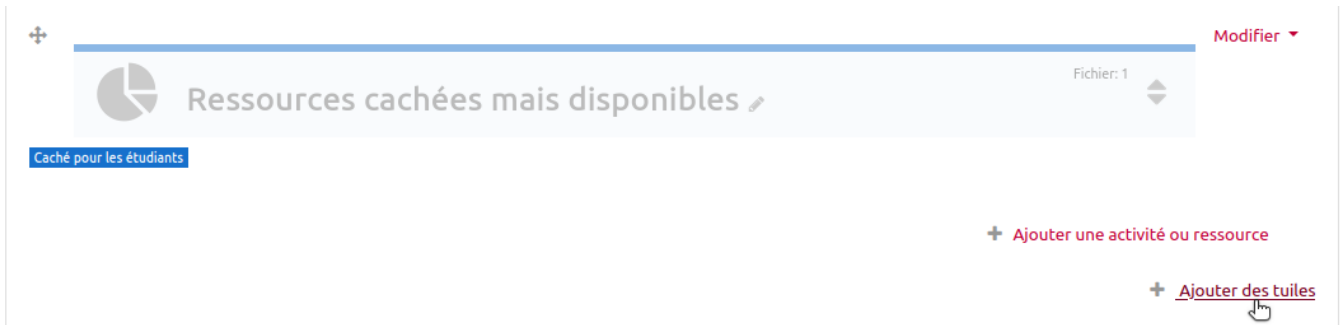 Modifier
Fichier: 1
Ressources cachées mais disponibles
Caché pour les étudiants
Ajouter une activité ou ressource
Ajouter des tuiles